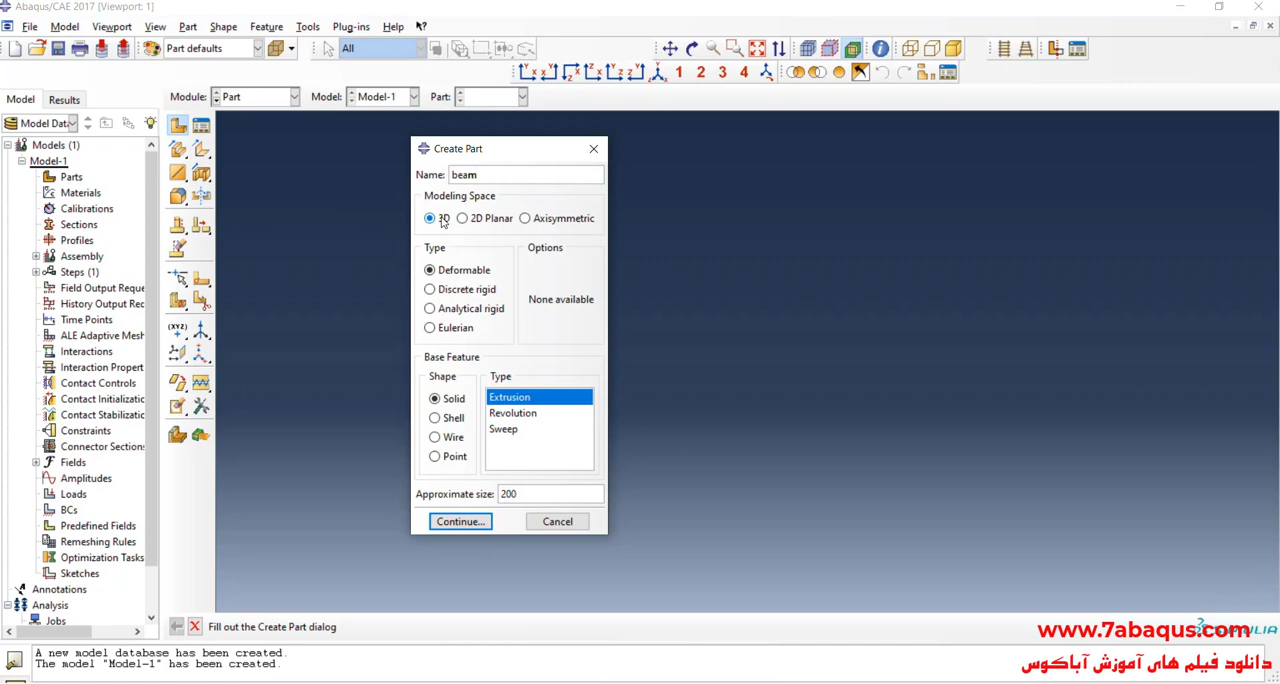 Abaqus/CAE 2017 [Viewport: 1]
File Model Viewport View Part Shape Feature Tools Plug-ins Help
Part defaults All
1 2 3 4
Model Results Module: Part Model: Model-1 Part:
Model Dat
Models (1)
Model-1
Parts
Materials
Calibrations
Sections
Profiles
Assembly
Steps (1)
Field Output Reque
History Output Rec
Time Points
ALE Adaptive Mesh
Interactions
Interaction Propert
Contact Controls
Contact Initializatio
Contact Stabilizatio
Constraints
Connector Sections
Fields
Amplitudes
Loads
BCs
Predefined Fields
Remeshing Rules
Optimization Tasks
Sketches
Annotations
Analysis
Jobs
(XYZ)
Create Part
Name: beam
Modeling Space
3D 2D Planar Axisymmetric
Type Options
Deformable
Discrete rigid
Analytical rigid
Eulerian
None available
Base Feature
Shape Type
Solid
Shell
Wire
Point
Extrusion
Revolution
Sweep
Approximate size: 200
Continue... Cancel
Fill out the Create Part dialog
www.7abaqus.com
دانلود فیلم های آموزش آباکوس
A new model database has been created.
The model "Model-1" has been created.